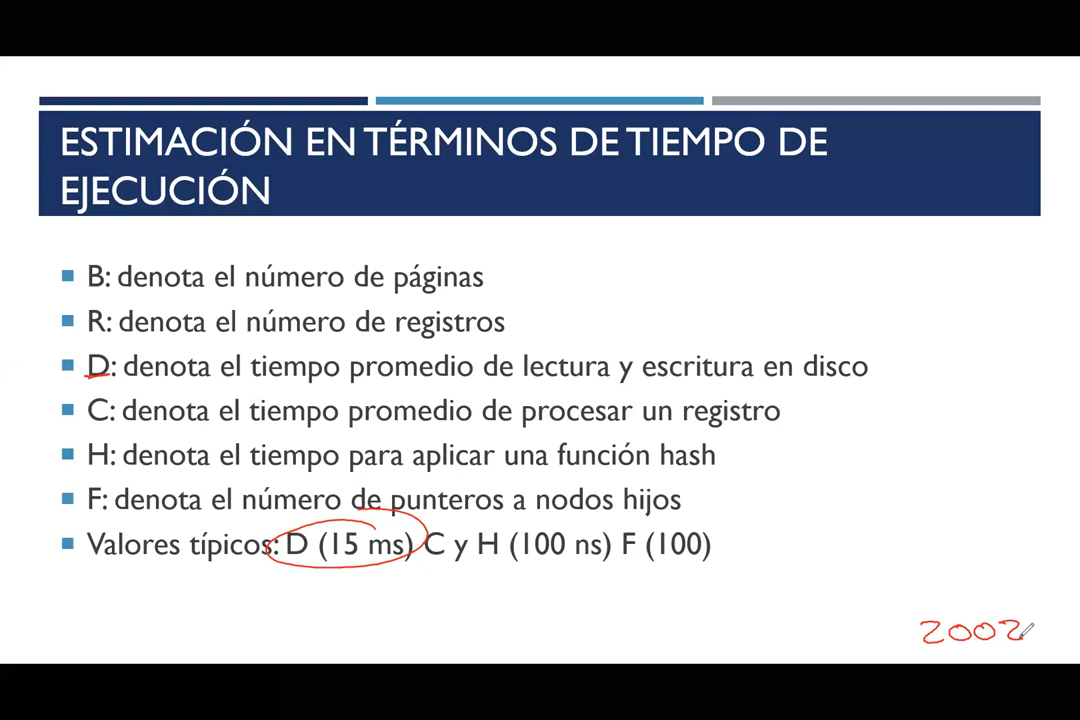 ESTIMACIÓN EN TÉRMINOS DE TIEMPO DE
EJECUCIÓN
B: denota el número de páginas
R: denota el número de registros
D: denota el tiempo promedio de lectura y escritura en disco
C: denota el tiempo promedio de procesar un registro
H: denota el tiempo para aplicar una función hash
F: denota el número de punteros a nodos hijos
Valores típicos: D (15 ms) C y H (100 ns) F (100)
2002